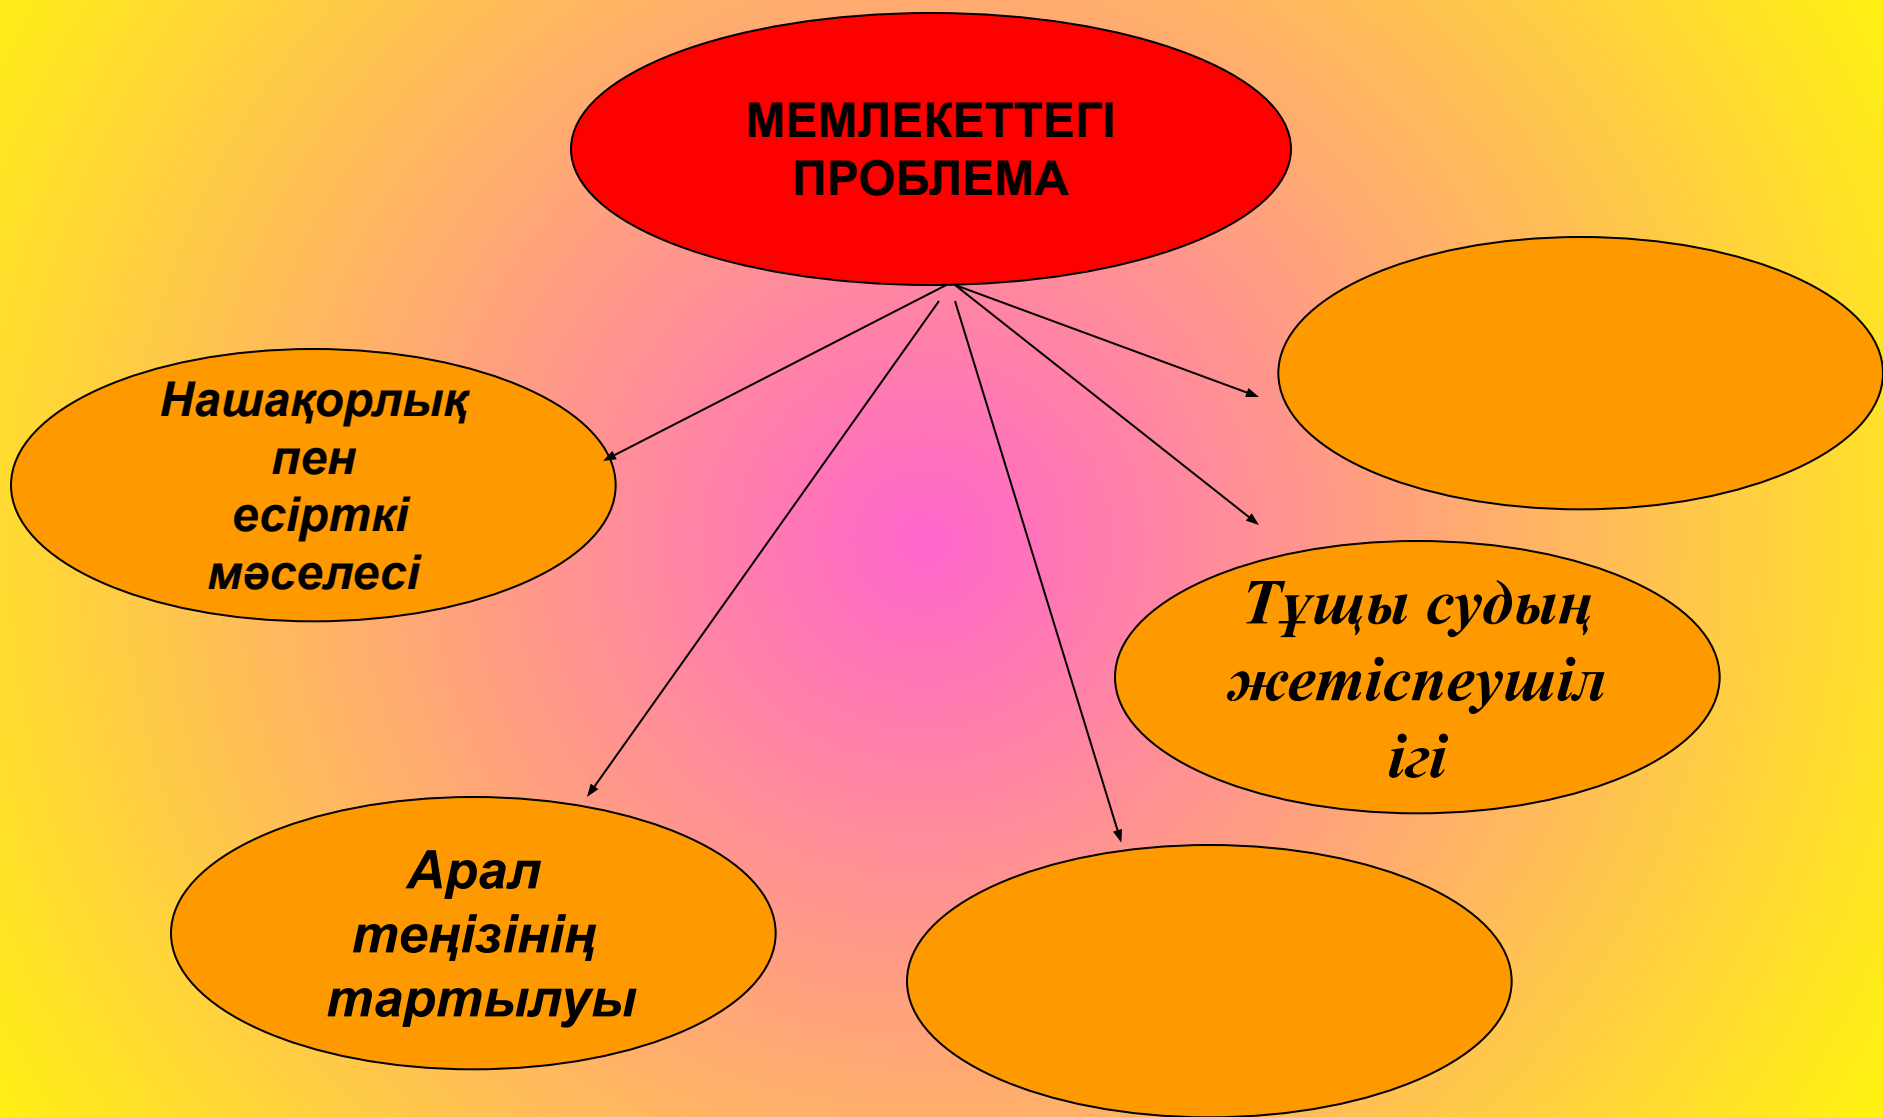 МЕМЛЕКЕТТЕГІ
ПРОБЛЕМА
Нашақорлық
пен
есірткі
мәселесі
Тұщы судың
жетіспеушіл
ігі
Арал
теңізінің
тартылуы